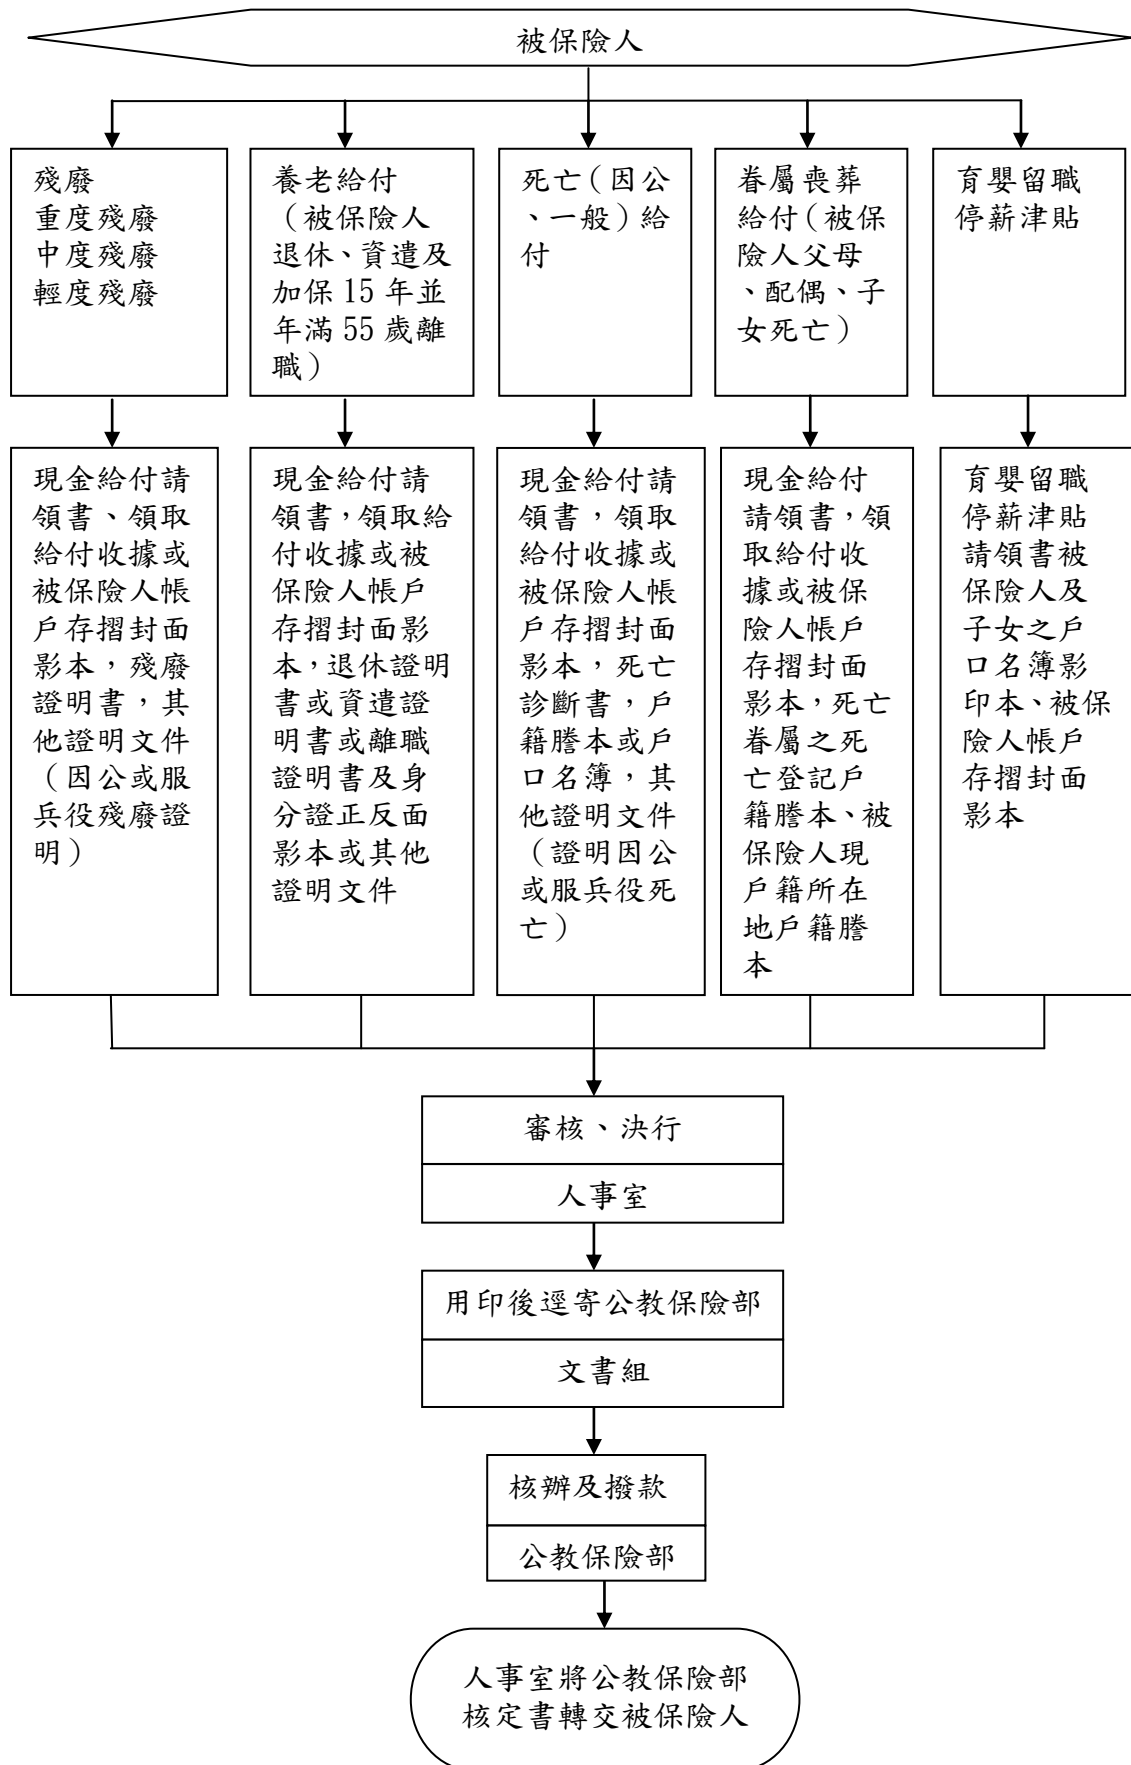 被保險人
殘廢
重度殘廢
中度殘廢
輕度殘廢
養老給付
（被保險人
退休、資遣及
加保 15 年並
年滿 55 歲離
職）
死亡（因公
、一般）給
付
眷屬喪葬
給付（被保
險人父母
、配偶、子
女死亡）
育嬰留職
停薪津貼
現金給付請
領書、領取
給付收據或
被保險人帳
戶存摺封面
影本，殘廢
證明書，其
他證明文件
（因公或服
兵役殘廢證
明）
現金給付請
領書，領取給
付收據或被
保險人帳戶
存摺封面影
本，退休證明
書或資遣證
明書或離職
證明書及身
分證正反面
影本或其他
證明文件
現金給付請
領書，領取
給付收據或
被保險人帳
戶存摺封面
影本，死亡
診斷書，戶
籍謄本或戶
口名簿，其
他證明文件
（證明因公
或服兵役死
亡）
現金給付
請領書，領
取給付收
據或被保
險人帳戶
存摺封面
影本，死亡
眷屬之死
亡登記戶
籍謄本、被
保險人現
戶籍所在
地戶籍謄
本
育嬰留職
停薪津貼
請領書被
保險人及
子女之戶
口名簿影
印本、被保
險人帳戶
存摺封面
影本
審核、決行
人事室
用印後逕寄公教保險部
文書組
核辦及撥款
公教保險部
人事室將公教保險部
核定書轉交被保險人